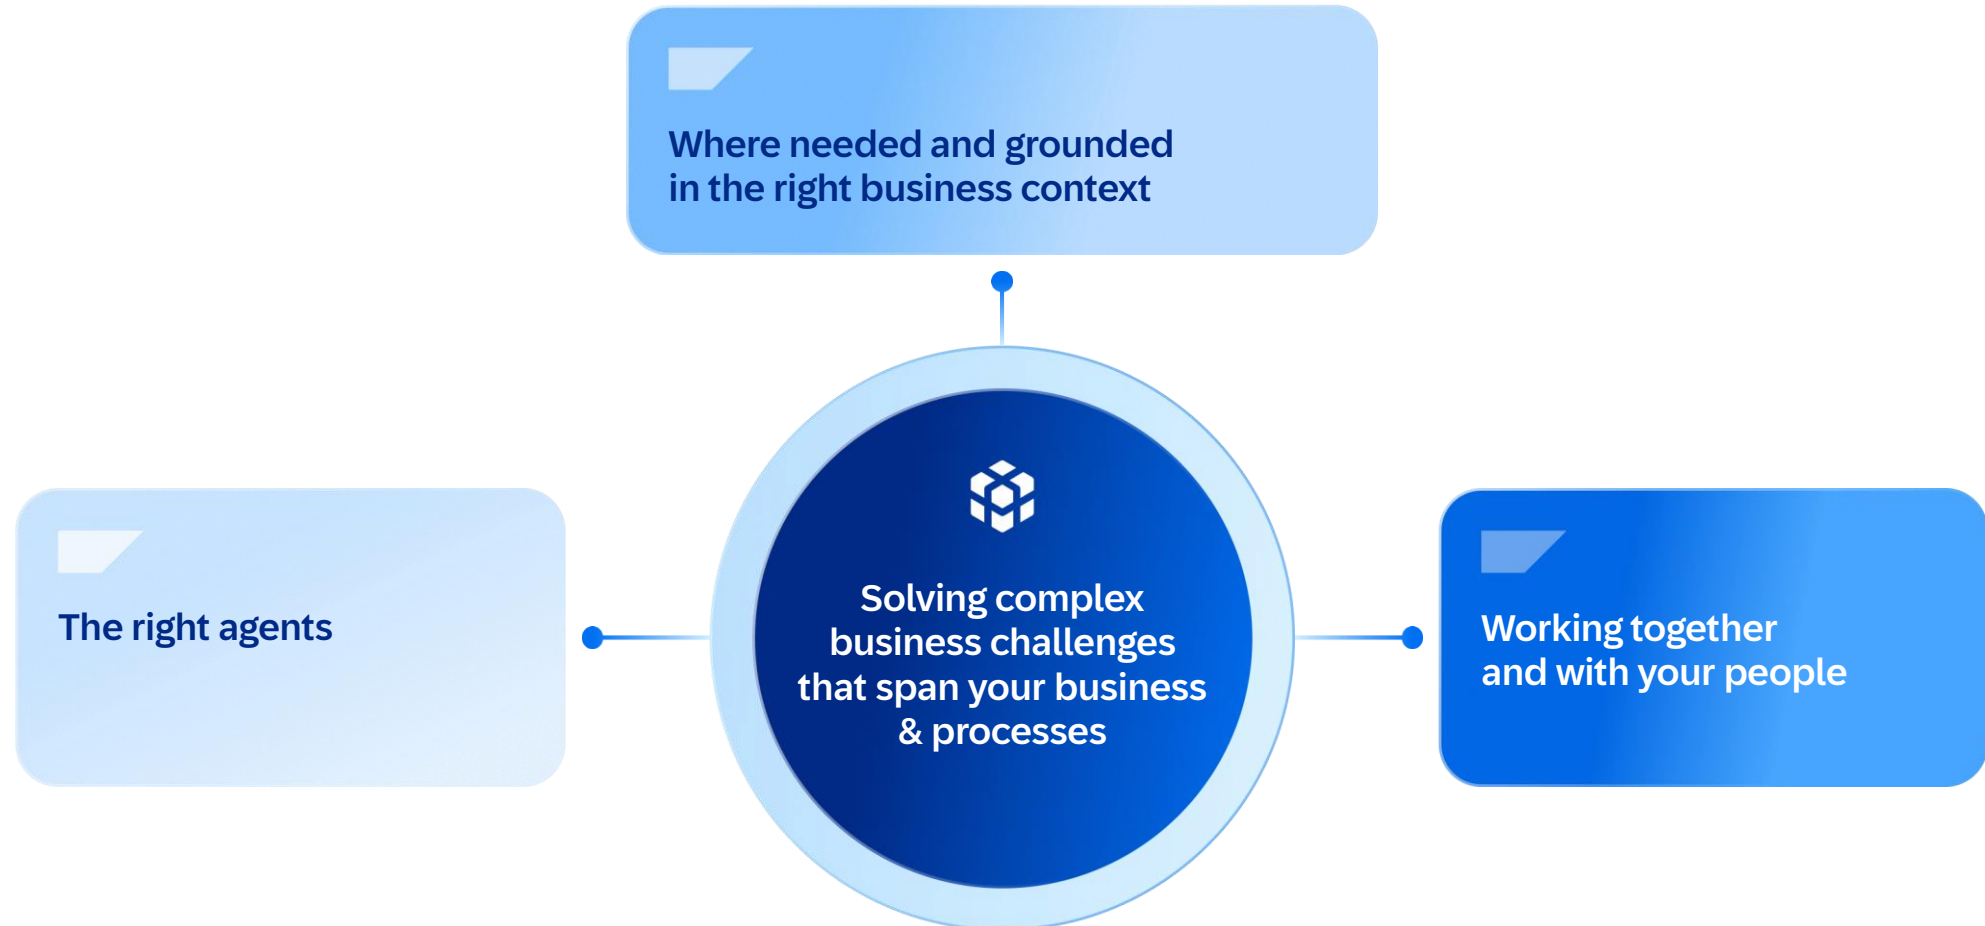 Where needed and grounded
in the right business context
The right agents
Solving complex
business challenges
that span your business
& processes
Working together
and with your people